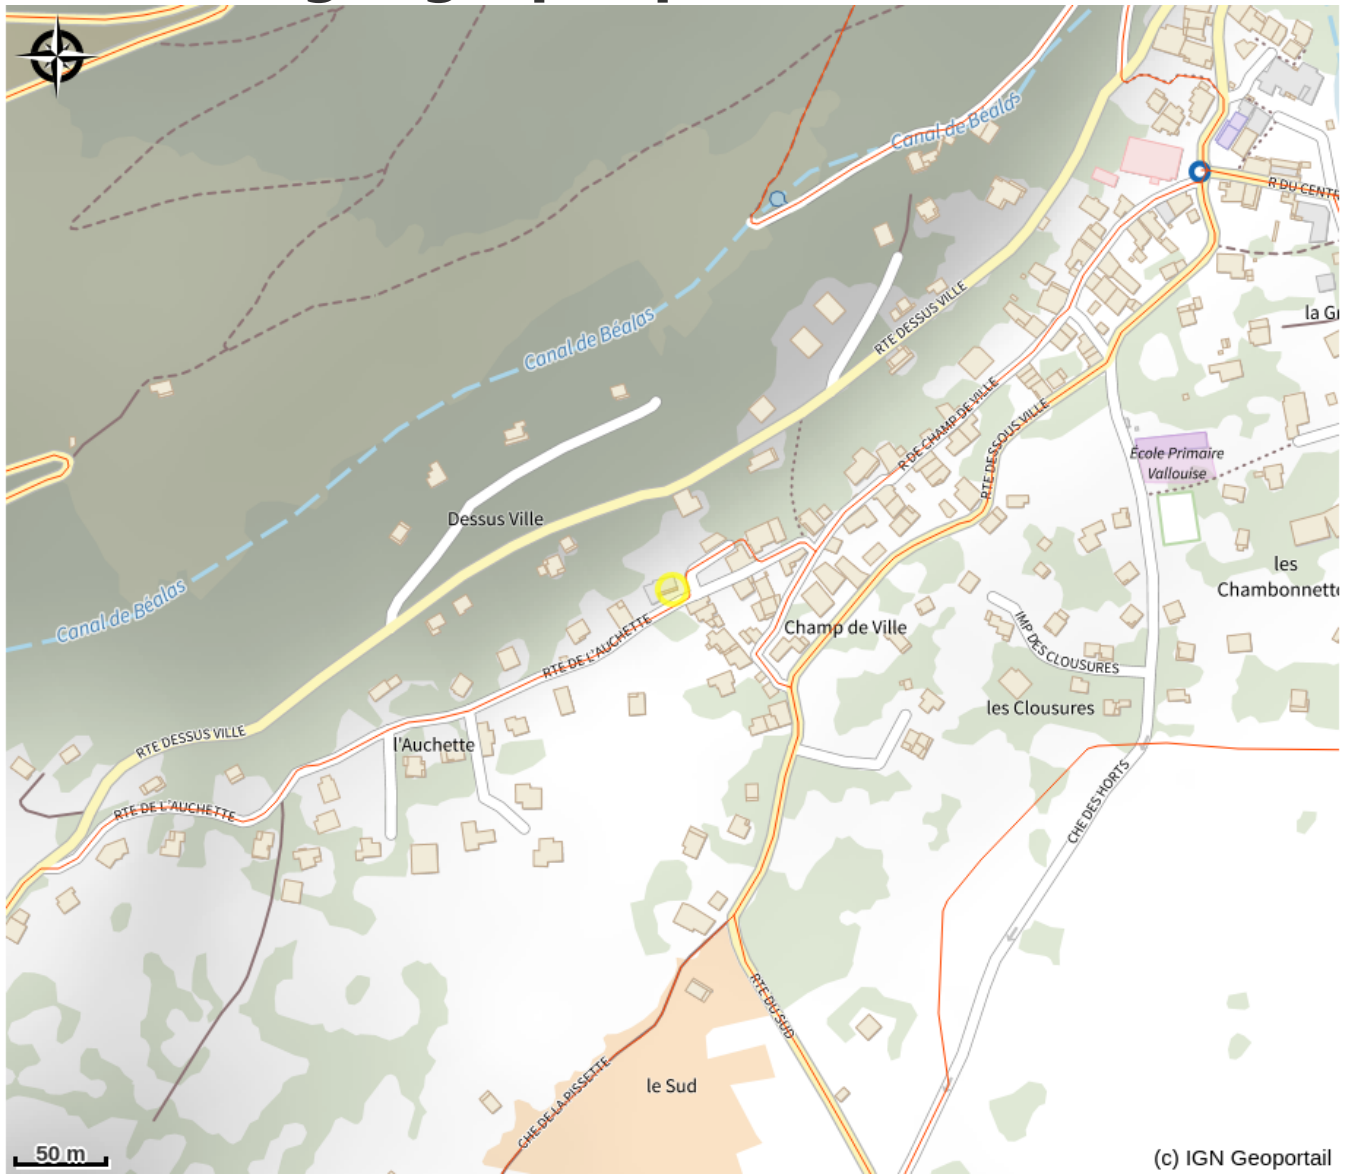 Canal de Béalas
R DU CENTR
RTE DESSUS VILLE
la Gr
Canal de Béalas
R DE CHAMP DE VILLE
RTE DESSOUS VILLE
École Primaire
Vallouise
Dessus Ville
les
Chambonnette
Canal de Béalas
Champ de Ville
IMP DES CLOUSURES
RTE DE L'AUCHETTE
les Clousures
RTE DESSUS VILLE
l'Auchette
CHE DES HORTS
RTE DE L'AUCHETTE
RTE DU SUD
le Sud
CHE DE LA PISSETTE
50 m
(c) IGN Geoportail